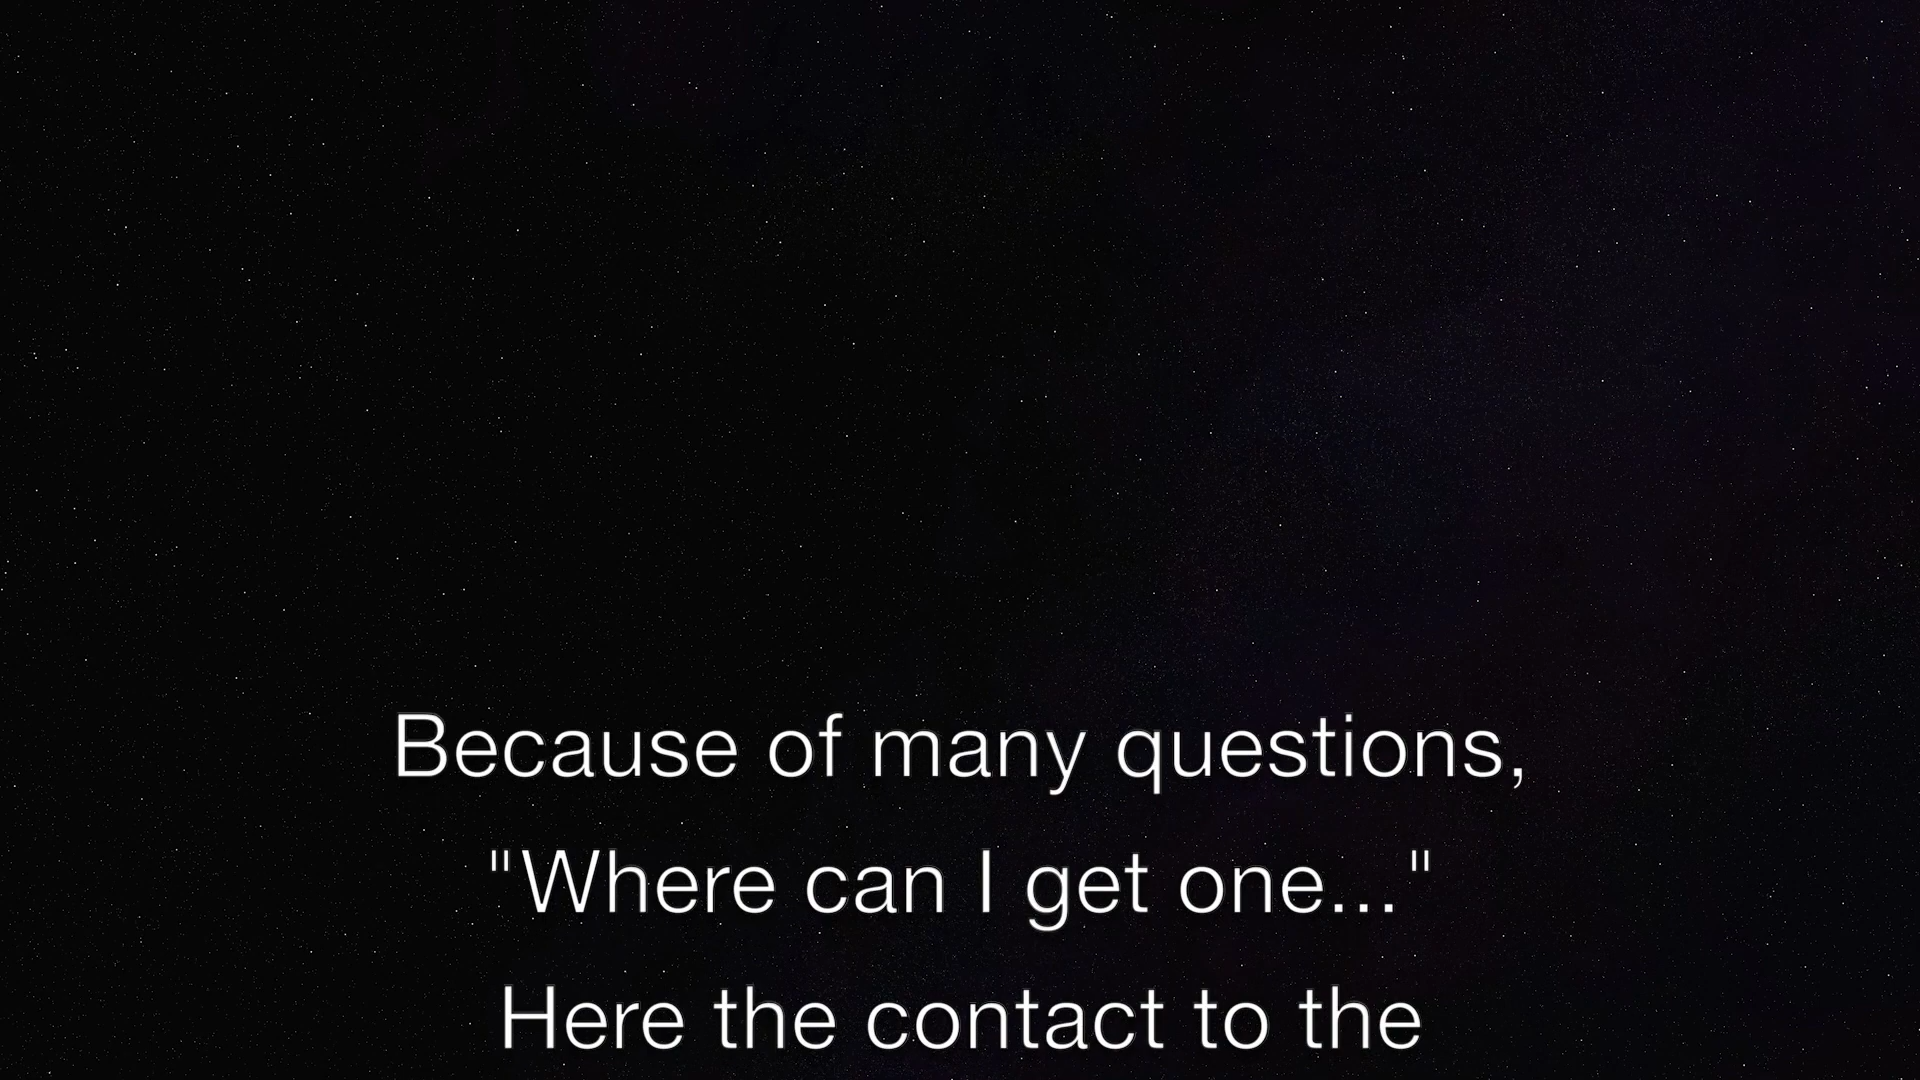 Because of many questions,
"Where can I get one..."
Here the contact to the